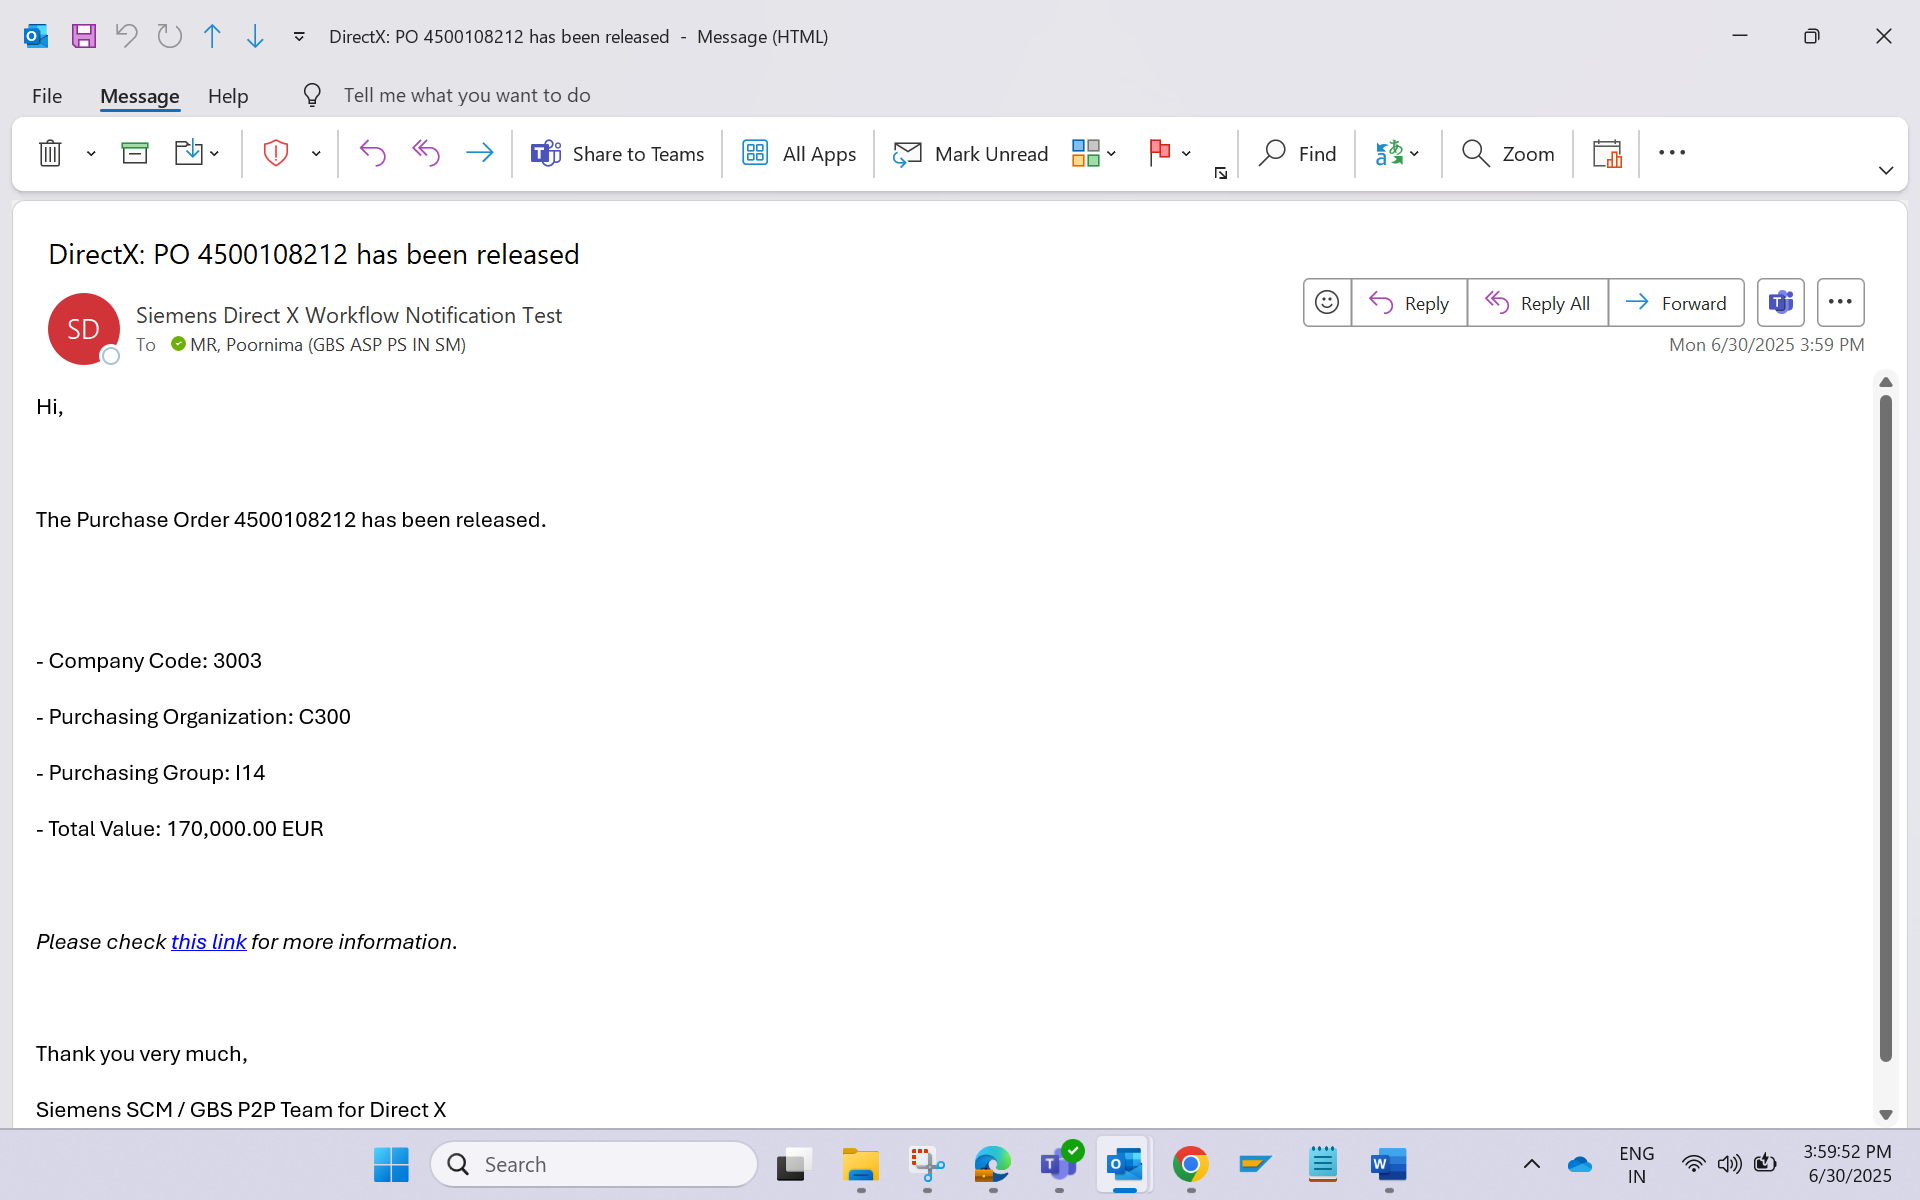 DirectX: PO 4500108212 has been released - Message (HTML)
File Message Help Tell me what you want to do
Share to Teams All Apps Mark Unread Find Zoom
DirectX: PO 4500108212 has been released
SD
Siemens Direct X Workflow Notification Test
To MR, Poornima (GBS ASP PS IN SM)
Reply Reply All Forward
Mon 6/30/2025 3:59 PM
Hi,
The Purchase Order 4500108212 has been released.
- Company Code: 3003
- Purchasing Organization: C300
- Purchasing Group: I14
- Total Value: 170,000.00 EUR
Please check this link for more information.
Thank you very much,
Siemens SCM / GBS P2P Team for Direct X
Search
ENG
IN
3:59:52 PM
6/30/2025